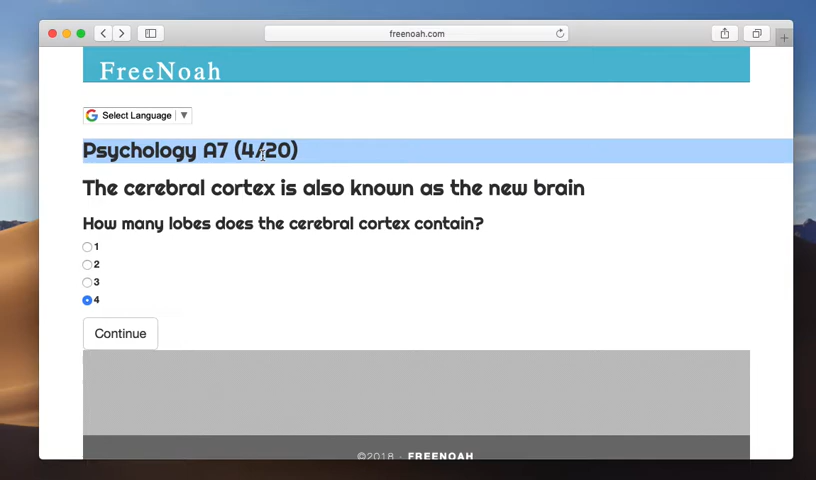 freenoah.com
FreeNoah
Select Language
Psychology A7 (4/20)
The cerebral cortex is also known as the new brain
How many lobes does the cerebral cortex contain?
1
2
3
4
Continue
©2018 · FREENOAH